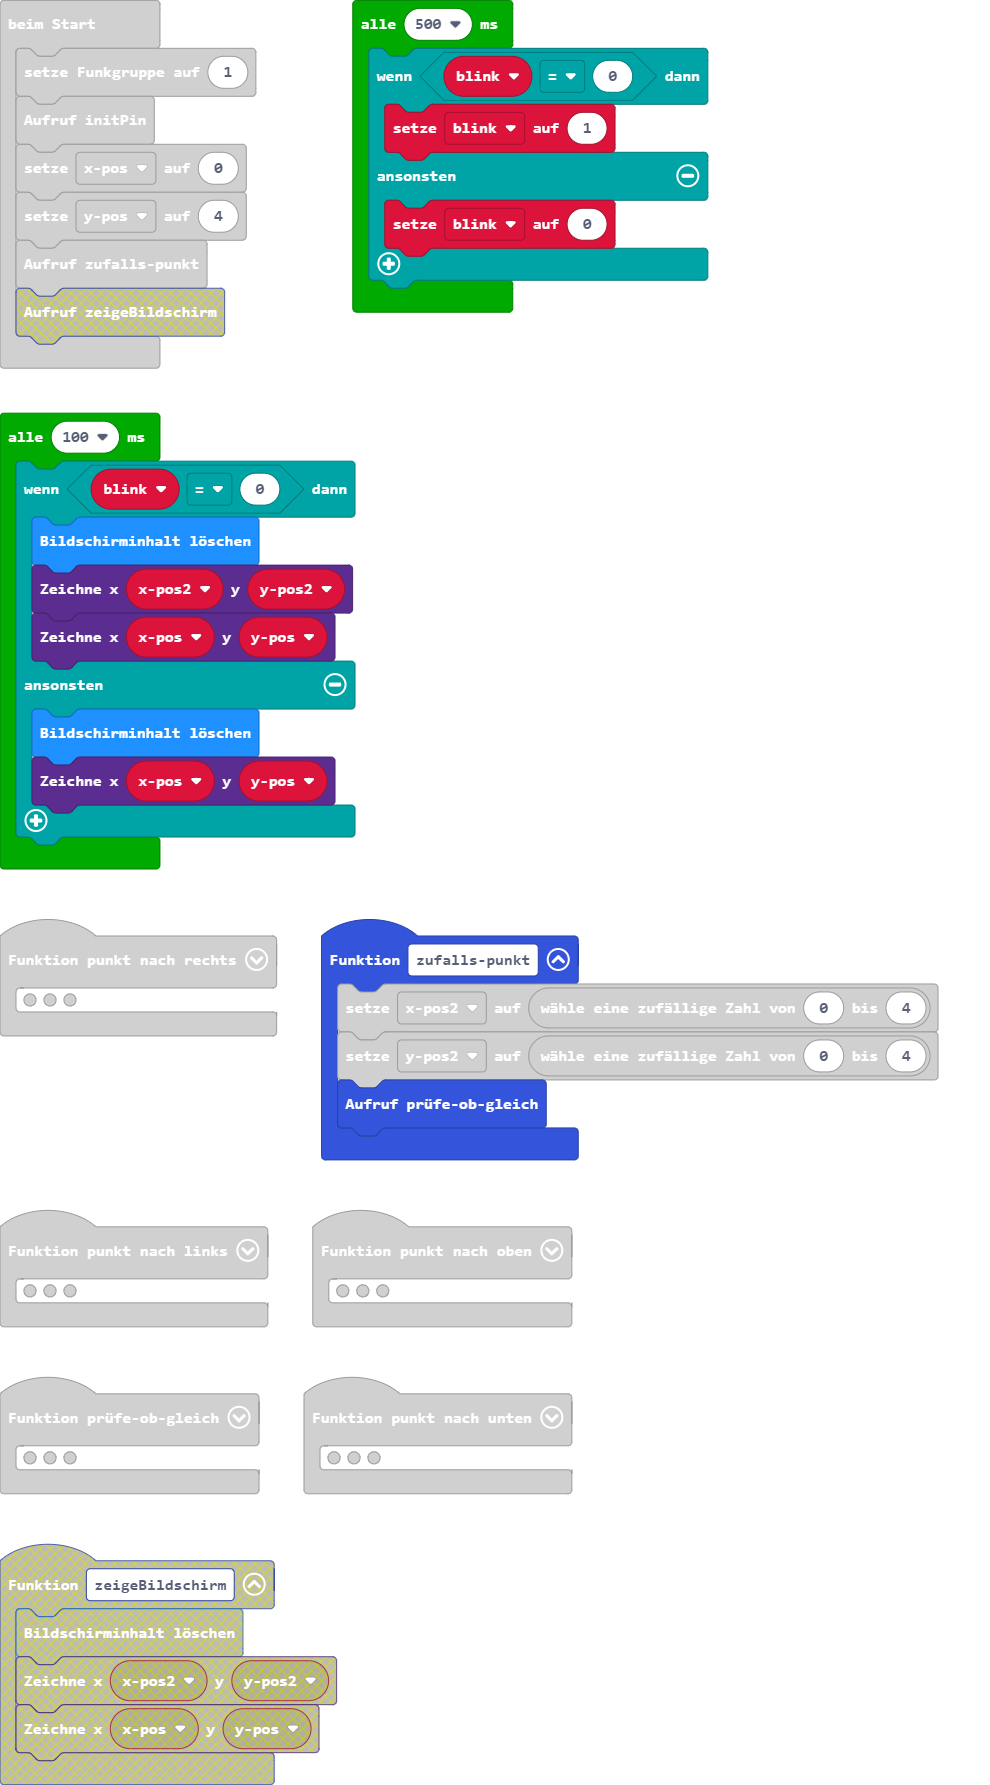 beim Start
setze Funkgruppe auf 1
Aufruf initPin
setze x-pos auf 0
setze y-pos auf 4
Aufruf zufalls-punkt
Aufruf zeigeBildschirm
alle 500 ms
wenn blink = 0 dann
setze blink auf 1
ansonsten
setze blink auf 0
alle 100 ms
wenn blink = 0 dann
Bildschirminhalt löschen
Zeichne x x-pos2 y y-pos2
Zeichne x x-pos y y-pos
ansonsten
Bildschirminhalt löschen
Zeichne x x-pos y y-pos
Funktion punkt nach rechts
Funktion zufalls-punkt
setze x-pos2 auf wähle eine zufällige Zahl von 0 bis 4
setze y-pos2 auf wähle eine zufällige Zahl von 0 bis 4
Aufruf prüfe-ob-gleich
Funktion punkt nach links
Funktion punkt nach oben
Funktion prüfe-ob-gleich
Funktion punkt nach unten
Funktion zeigeBildschirm
Bildschirminhalt löschen
Zeichne x x-pos2 y y-pos2
Zeichne x x-pos y y-pos